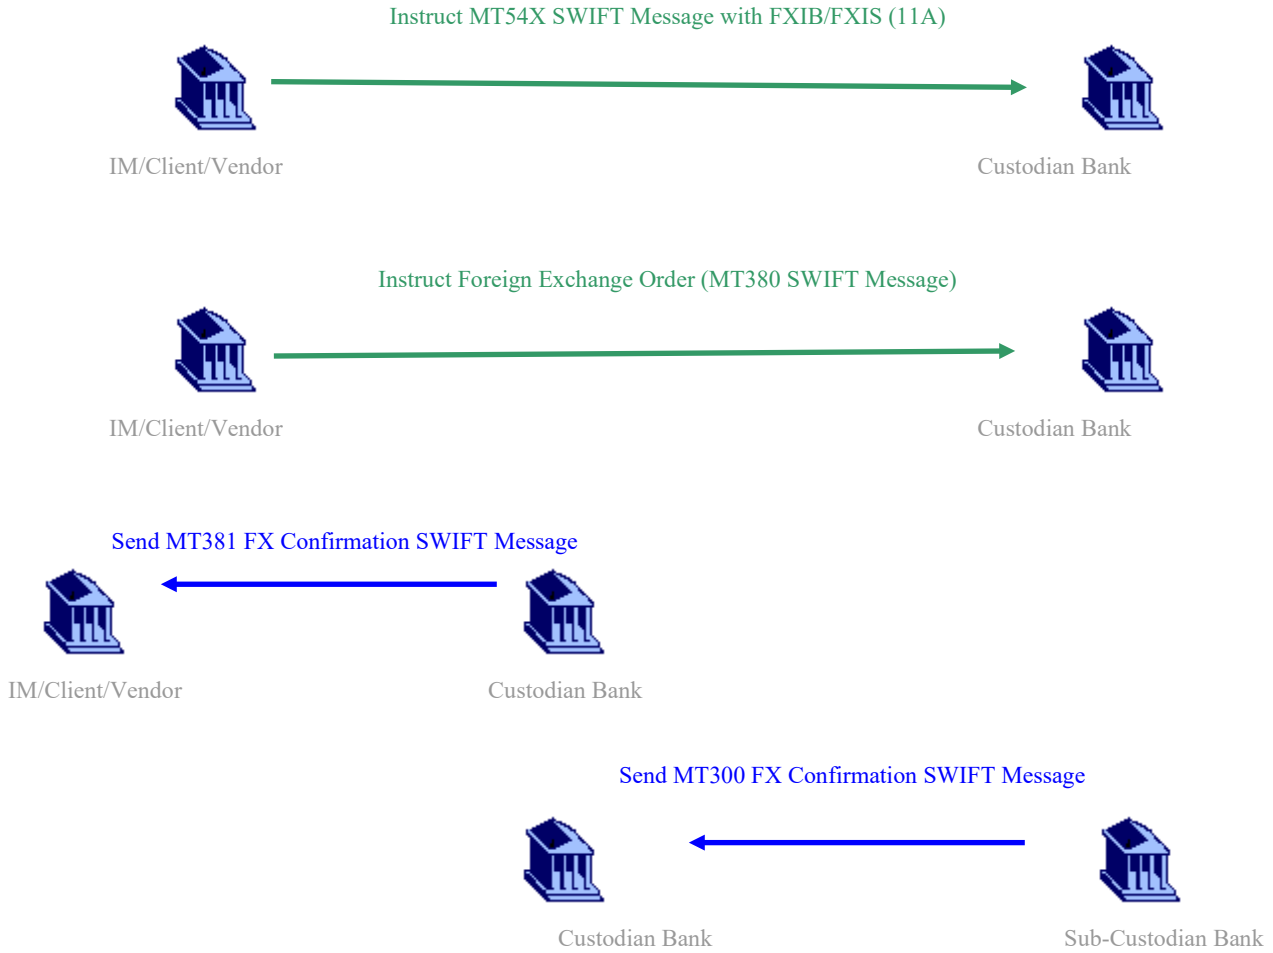 Instruct MT54X SWIFT Message with FXIB/FXIS (11A)
IM/Client/Vendor
Custodian Bank
Instruct Foreign Exchange Order (MT380 SWIFT Message)
IM/Client/Vendor
Custodian Bank
Send MT381 FX Confirmation SWIFT Message
IM/Client/Vendor
Custodian Bank
Send MT300 FX Confirmation SWIFT Message
Custodian Bank
Sub-Custodian Bank